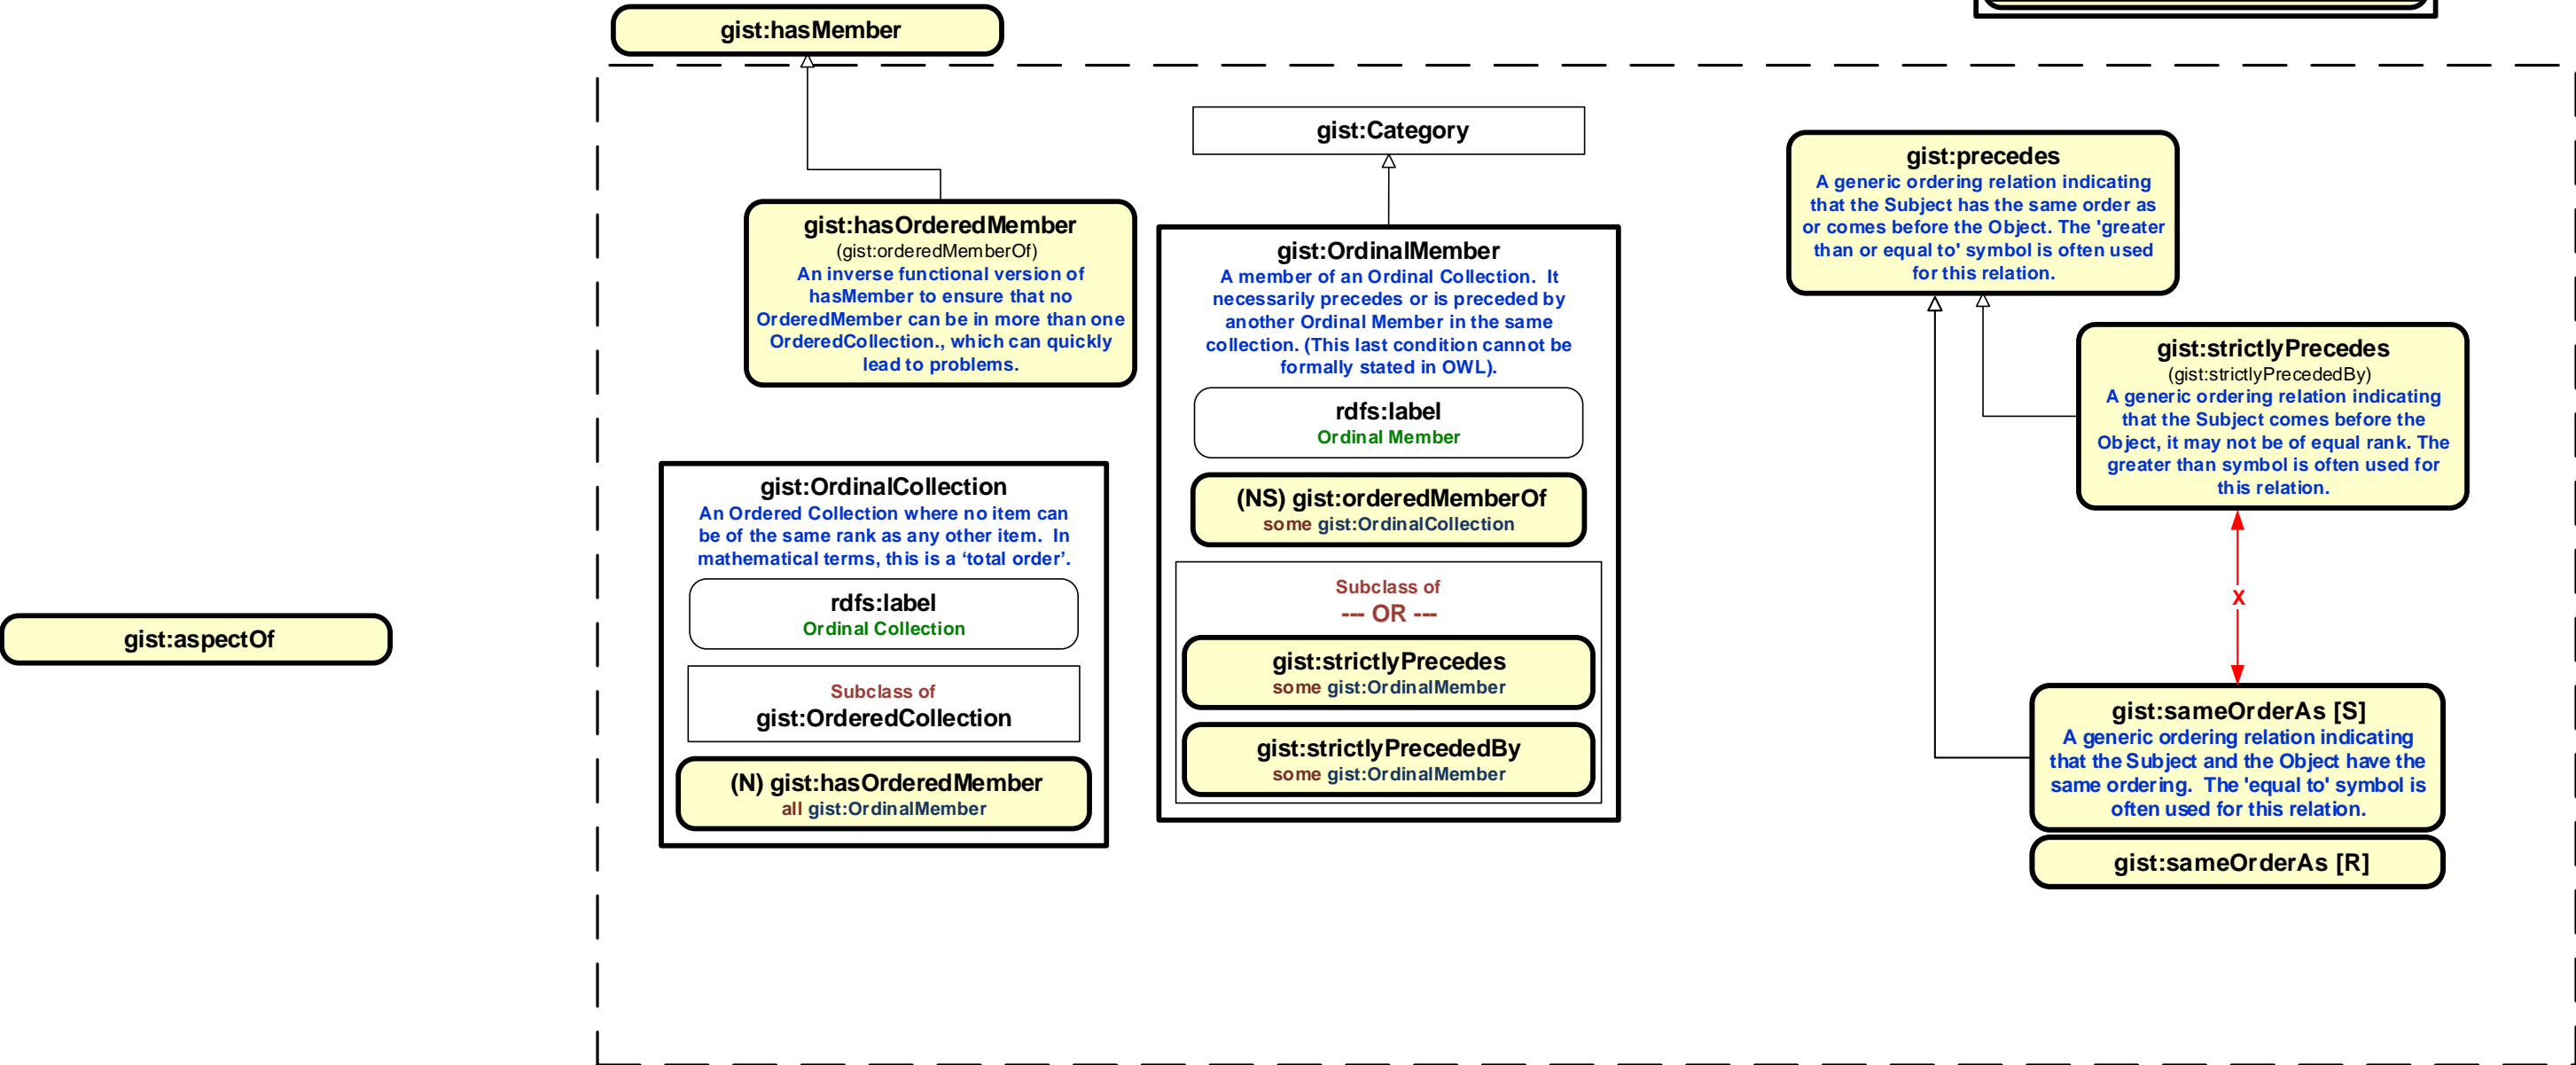 gist:hasMember
gist:Category
gist:precedes
A generic ordering relation indicating
that the Subject has the same order as
or comes before the Object. The 'greater
than or equal to' symbol is often used
for this relation.
gist:hasOrderedMember
(gist:orderedMemberOf)
An inverse functional version of
hasMember to ensure that no
OrderedMember can be in more than one
OrderedCollection., which can quickly
lead to problems.
gist:OrdinalMember
A member of an Ordinal Collection.  It
necessarily precedes or is preceded by
another Ordinal Member in the same
collection. (This last condition cannot be
formally stated in OWL).
rdfs:label
Ordinal Member
(NS) gist:orderedMemberOf
some gist:OrdinalCollection
Subclass of
--- OR ---
gist:strictlyPrecedes
some gist:OrdinalMember
gist:strictlyPrecededBy
some gist:OrdinalMember
gist:strictlyPrecedes
(gist:strictlyPrecededBy)
A generic ordering relation indicating
that the Subject comes before the
Object, it may not be of equal rank. The
greater than symbol is often used for
this relation.
X
gist:OrdinalCollection
An Ordered Collection where no item can
be of the same rank as any other item.  In
mathematical terms, this is a ‘total order’.
rdfs:label
Ordinal Collection
Subclass of
gist:OrderedCollection
(N) gist:hasOrderedMember
all gist:OrdinalMember
gist:aspectOf
gist:sameOrderAs [S]
A generic ordering relation indicating
that the Subject and the Object have the
same ordering.  The 'equal to' symbol is
often used for this relation.
gist:sameOrderAs [R]